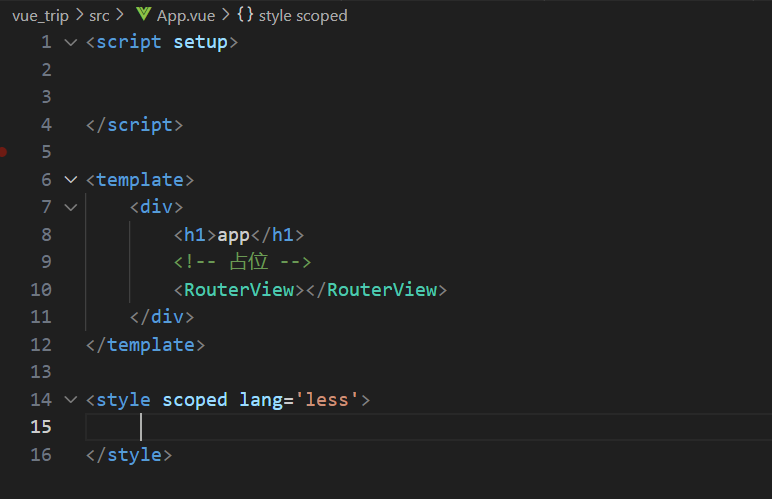 vue_trip > src > App.vue > {} style scoped
1 <script setup>
2
3
4 </script>
5
6 <template>
7     <div>
8         <h1>app</h1>
9         <!-- 占位 -->
10         <RouterView></RouterView>
11     </div>
12 </template>
13
14 <style scoped lang='less'>
15
16 </style>